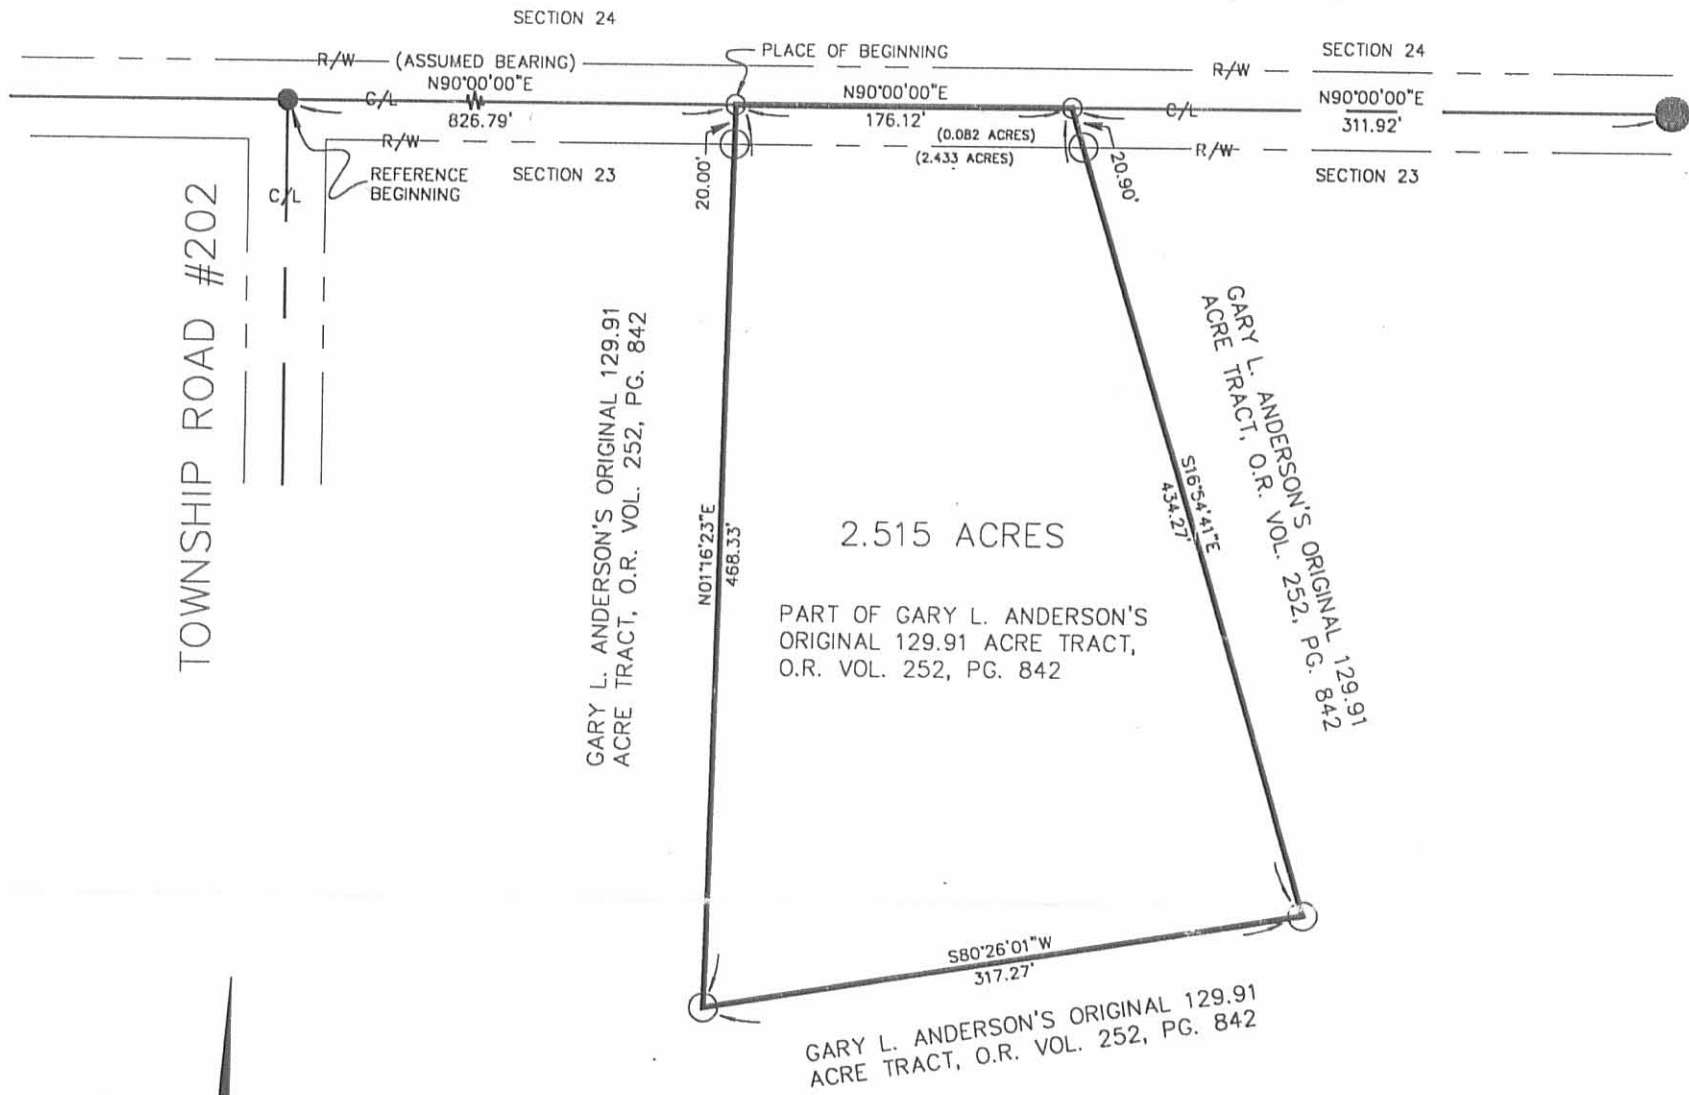 SECTION 24
R/W
(ASSUMED BEARING)
N90°00'00"E
C/L
826.79'
R/W
REFERENCE
BEGINNING
SECTION 23
C/L
TOWNSHIP ROAD #202
PLACE OF BEGINNING
N90°00'00"E
176.12'
(0.082 ACRES)
(2.433 ACRES)
20.00'
20.90'
SECTION 24
R/W
C/L
N90°00'00"E
311.92'
R/W
SECTION 23
GARY L. ANDERSON'S ORIGINAL 129.91
ACRE TRACT, O.R. VOL. 252, PG. 842
N01°16'23"E
468.33'
2.515 ACRES
PART OF GARY L. ANDERSON'S
ORIGINAL 129.91 ACRE TRACT,
O.R. VOL. 252, PG. 842
S16°54'41"E
434.27'
GARY L. ANDERSON'S ORIGINAL 129.91
ACRE TRACT, O.R. VOL. 252, PG. 842
S80°26'01"W
317.27'
GARY L. ANDERSON'S ORIGINAL 129.91
ACRE TRACT, O.R. VOL. 252, PG. 842